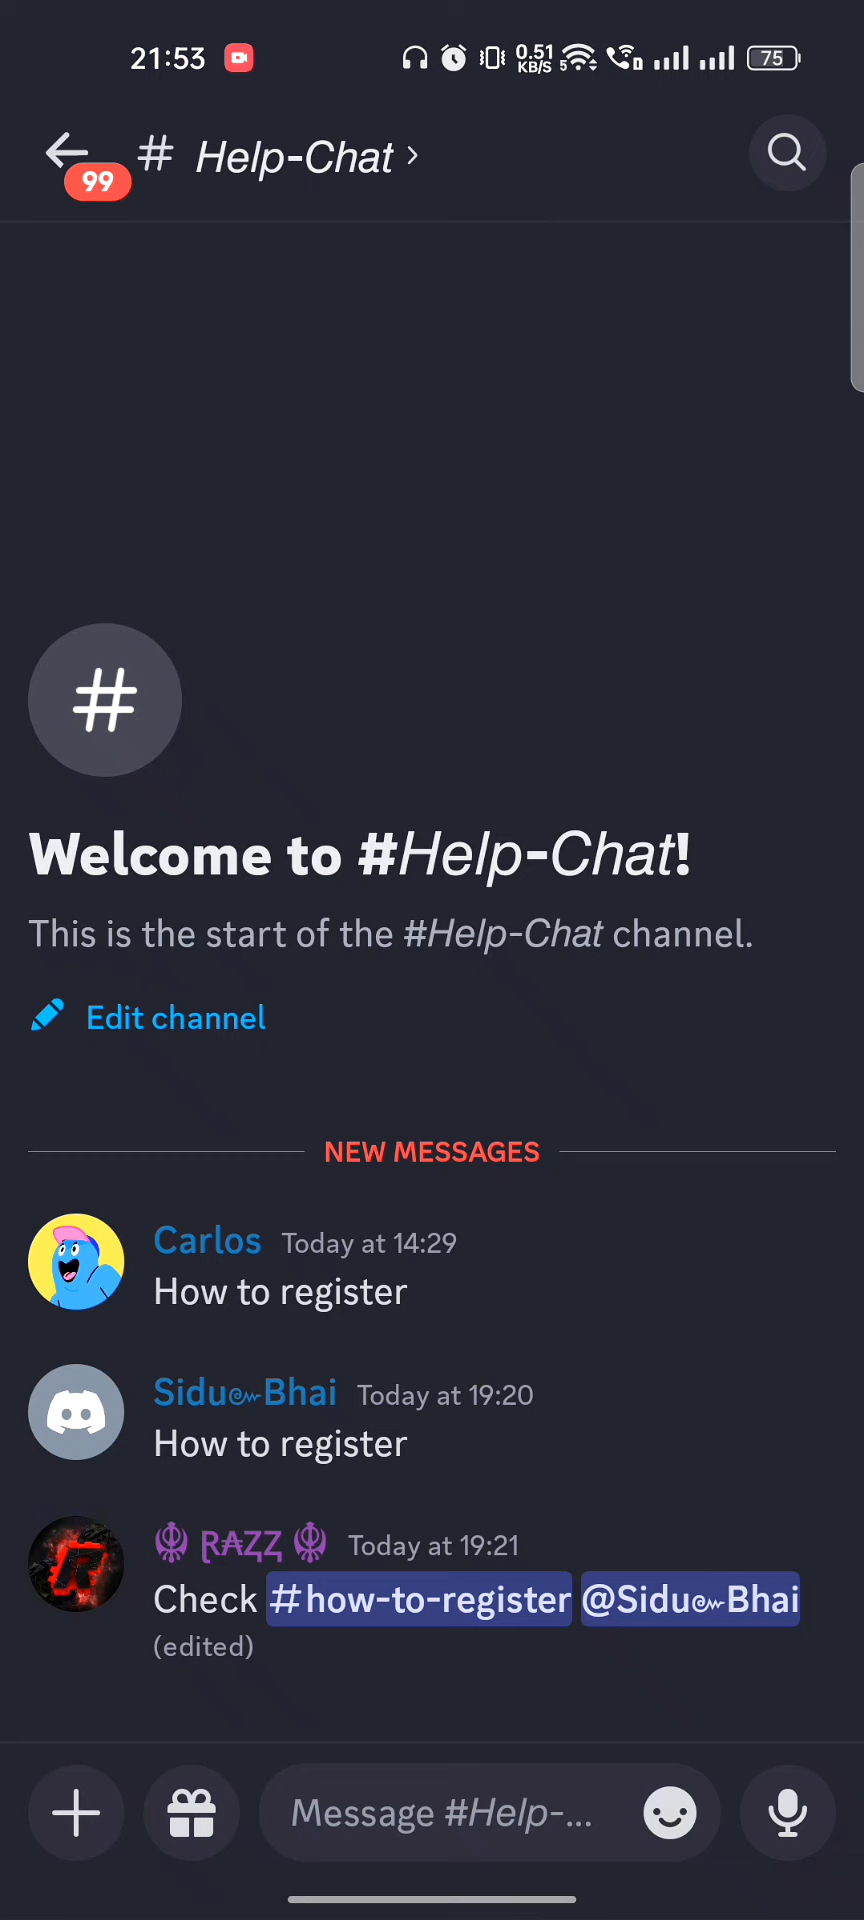 21:53 0.51 KB/S 5 75
99 # Help-Chat ›
#
Welcome to #Help-Chat!
This is the start of the #Help-Chat channel.
Edit channel
NEW MESSAGES
Carlos Today at 14:29
How to register
Sidu๛Bhai Today at 19:20
How to register
☬ Ɽ₳ⱫⱫ ☬ Today at 19:21
Check #how-to-register @Sidu๛Bhai
(edited)
Message #Help-...